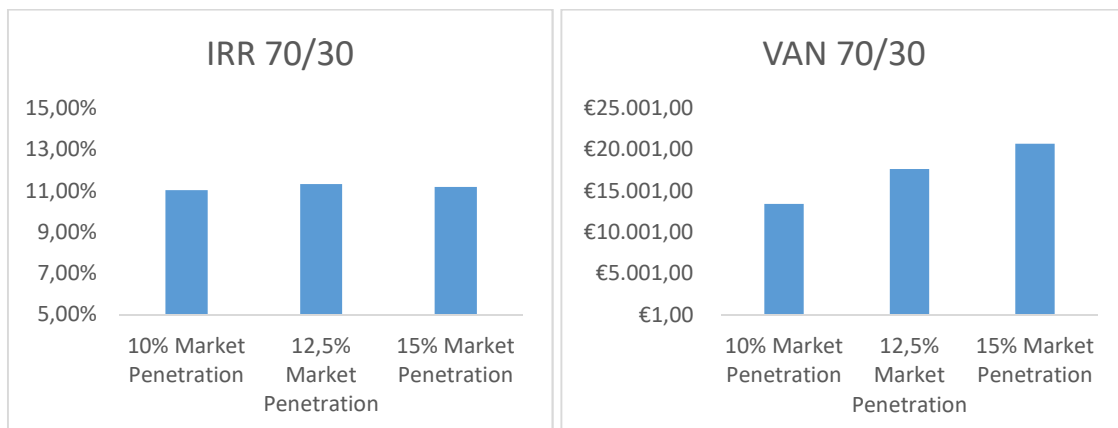 IRR 70/30
15,00%
13,00%
11,00%
9,00%
7,00%
5,00%
10% Market
Penetration
12,5%
Market
Penetration
15% Market
Penetration
VAN 70/30
€25.001,00
€20.001,00
€15.001,00
€10.001,00
€5.001,00
€1,00
10% Market
Penetration
12,5%
Market
Penetration
15% Market
Penetration